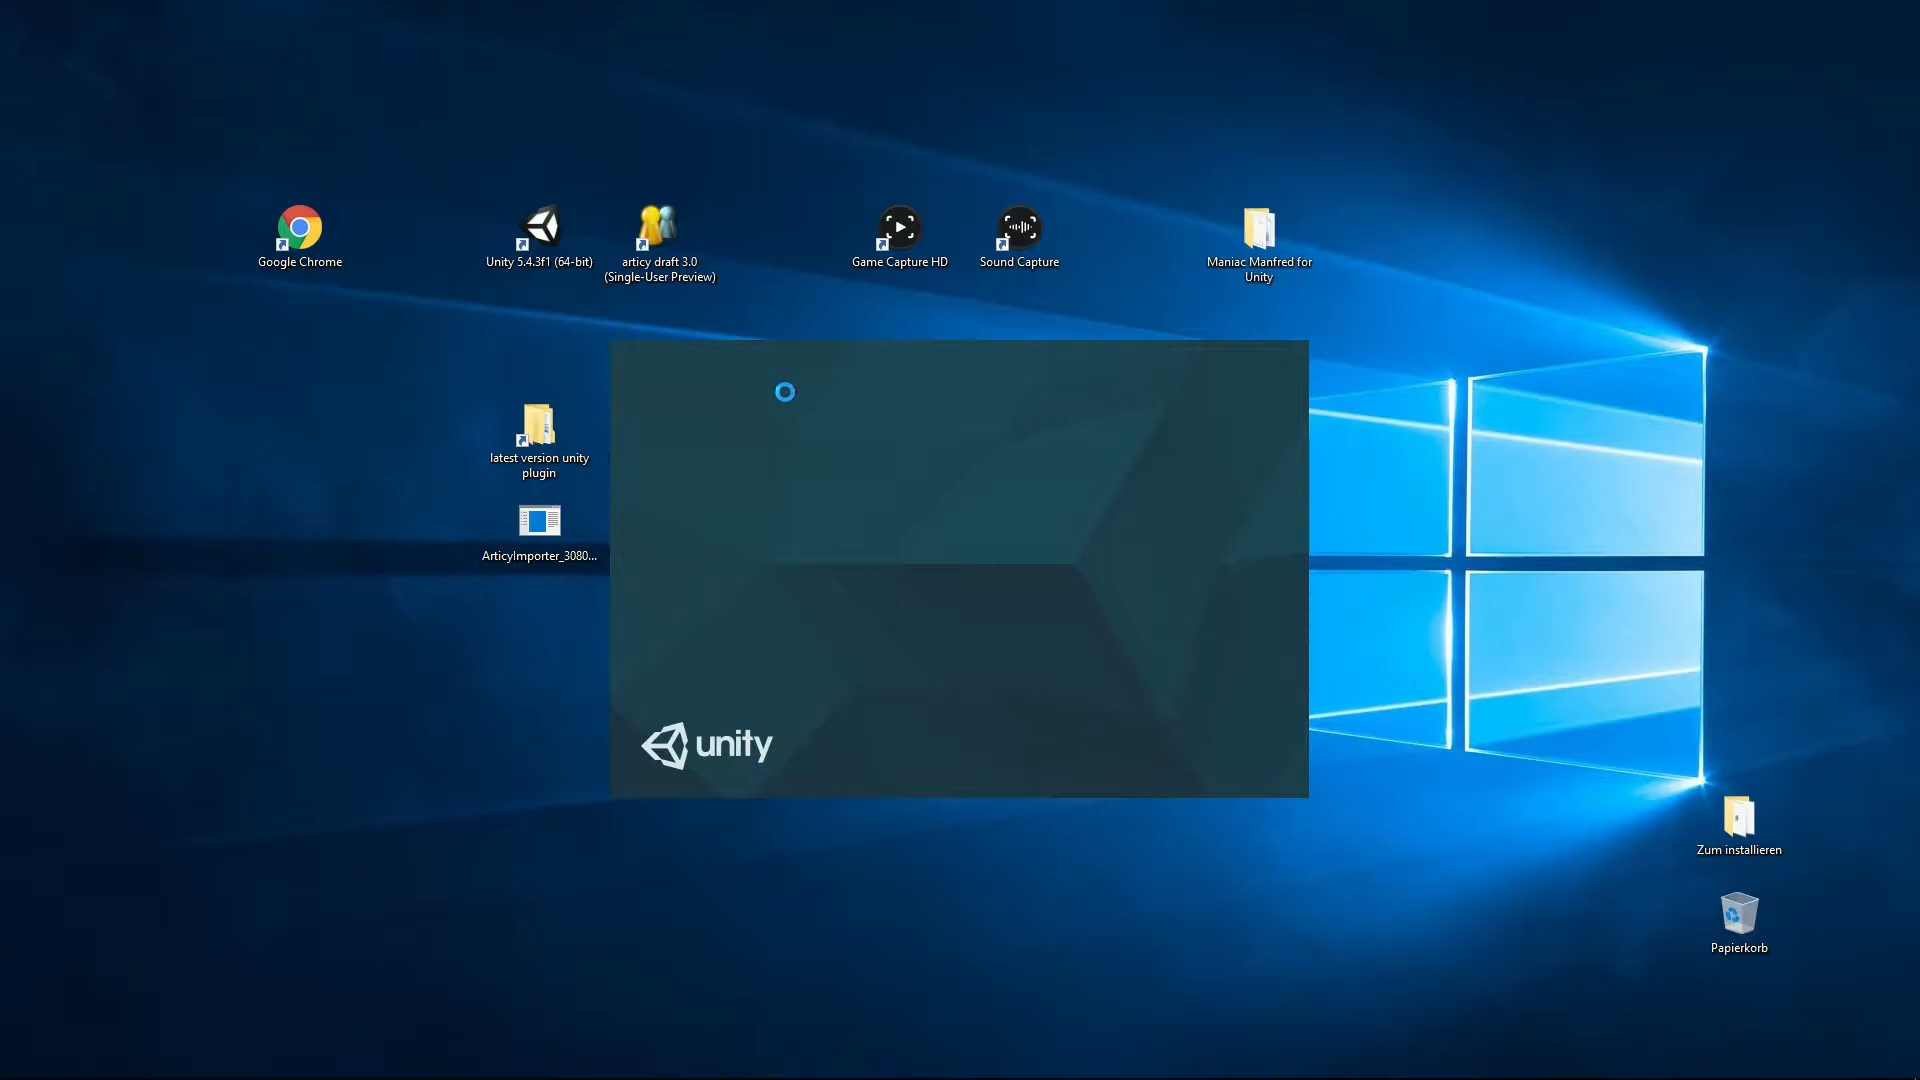 Google Chrome
Unity 5.4.3f1 (64-bit)
articy draft 3.0
(Single-User Preview)
Game Capture HD
Sound Capture
Maniac Manfred for
Unity
latest version unity
plugin
ArticyImporter_3080...
unity
Zum installieren
Papierkorb